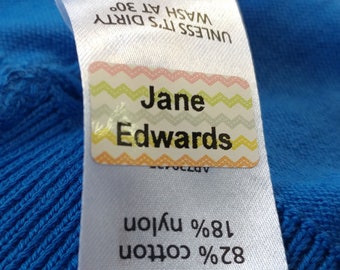 UNLESS IT'S DIRTY
WASH AT 30°
Jane
Edwards
18% nylon
82% cotton